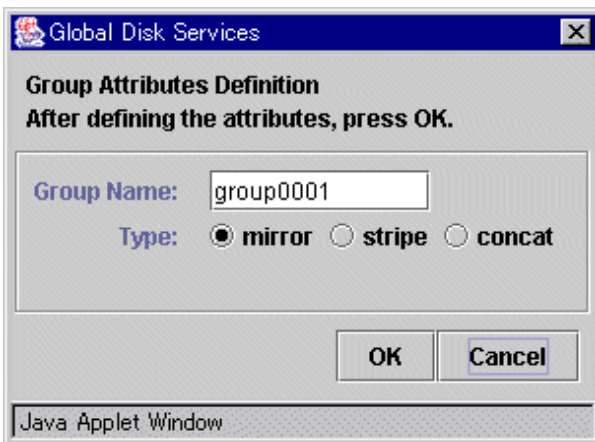 Global Disk Services
Group Attributes Definition
After defining the attributes, press OK.
Group Name: group0001
Type: mirror stripe concat
OK Cancel
Java Applet Window